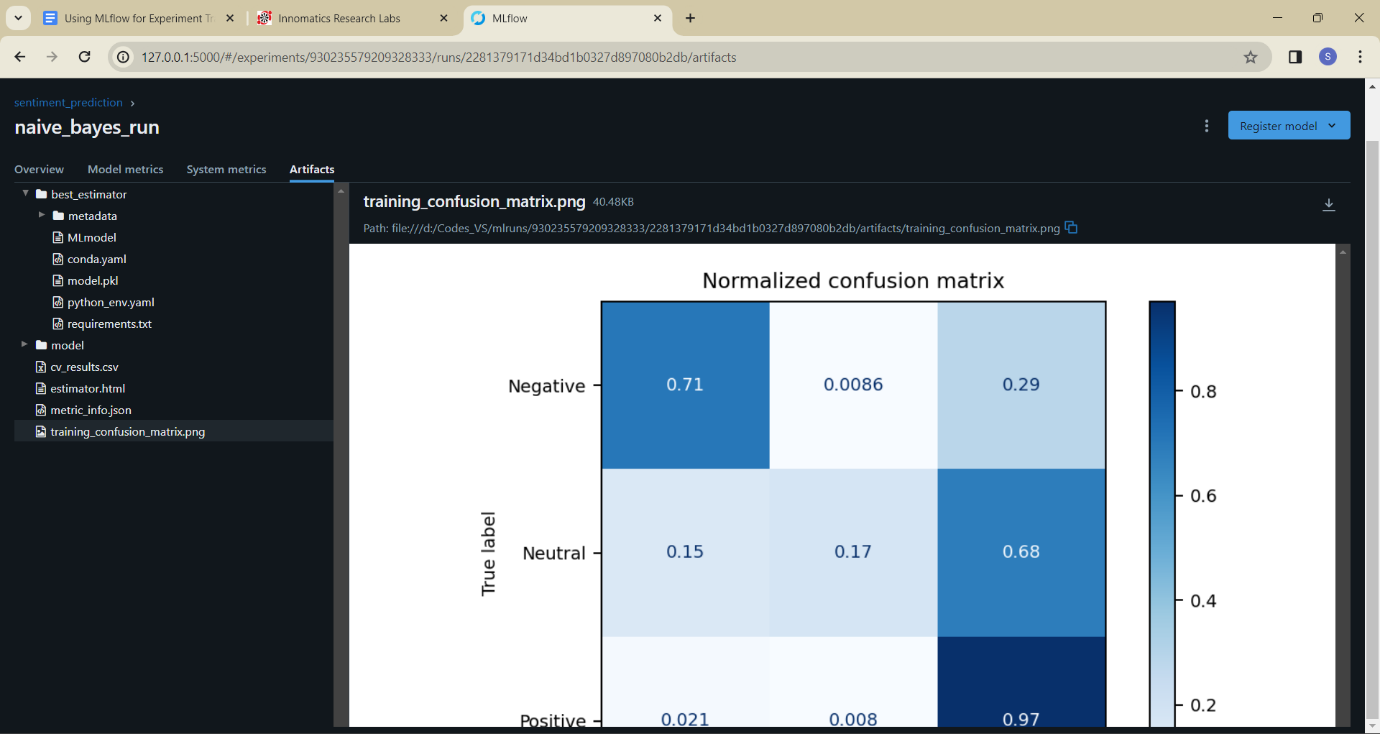 Using MLflow for Experiment Tr
Innomatics Research Labs
MLflow
127.0.0.1:5000/#/experiments/930235579209328333/runs/2281379171d34bd1b0327d897080b2db/artifacts
S
sentiment_prediction
naive_bayes_run
Register model
Overview Model metrics System metrics Artifacts
best_estimator
metadata
MLmodel
conda.yaml
model.pkl
python_env.yaml
requirements.txt
model
cv_results.csv
estimator.html
metric_info.json
training_confusion_matrix.png
training_confusion_matrix.png 40.48KB
Path: file:///d:/Codes_VS/mlruns/930235579209328333/2281379171d34bd1b0327d897080b2db/artifacts/training_confusion_matrix.png
Normalized confusion matrix
Negative 0.71 0.0086 0.29
True label
Neutral 0.15 0.17 0.68
Positive 0.021 0.008 0.97
0.8
0.6
0.4
0.2